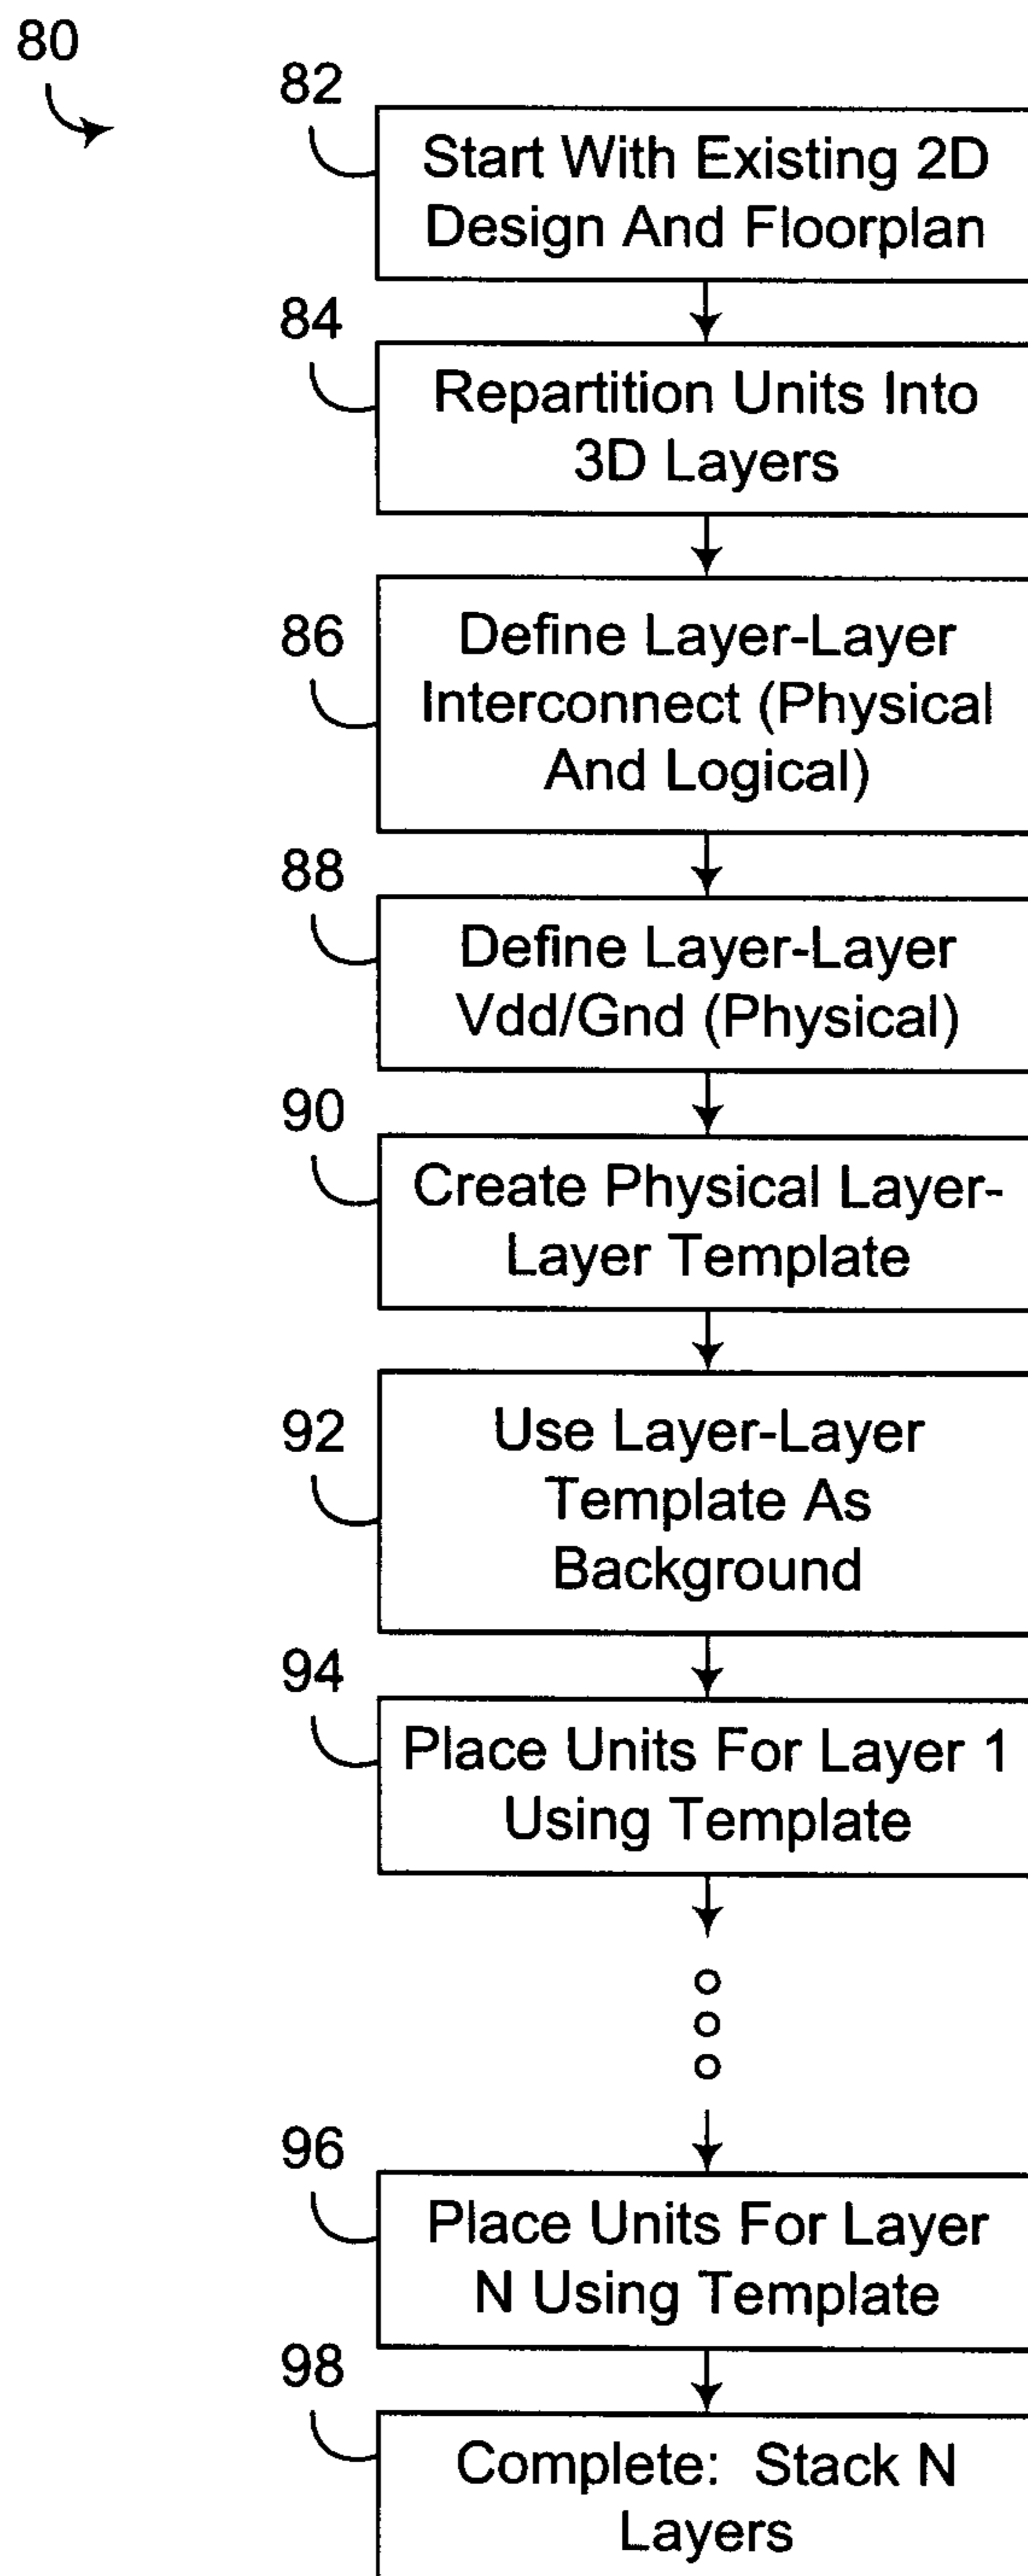 80
82
Start With Existing 2D
Design And Floorplan
84
Repartition Units Into
3D Layers
86
Define Layer-Layer
Interconnect (Physical
And Logical)
88
Define Layer-Layer
Vdd/Gnd (Physical)
90
Create Physical Layer-
Layer Template
92
Use Layer-Layer
Template As
Background
94
Place Units For Layer 1
Using Template
96
Place Units For Layer
N Using Template
98
Complete: Stack N
Layers